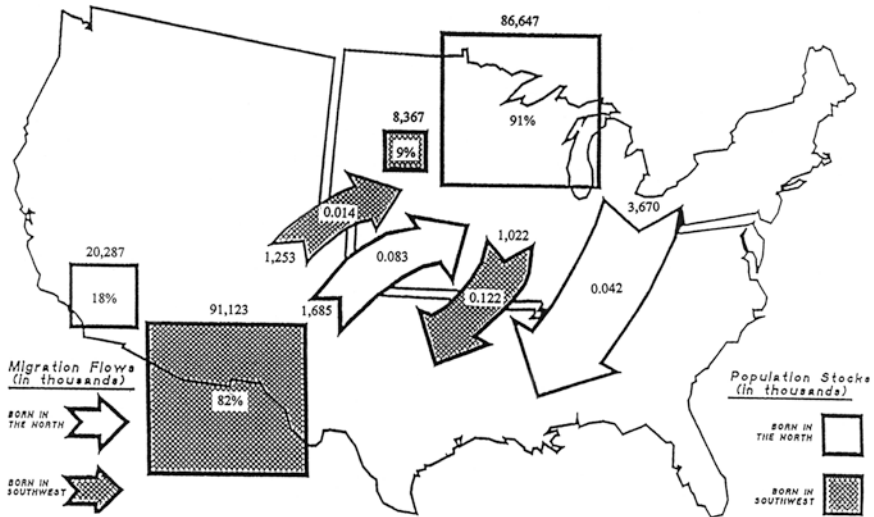 86,647
91%
8,367
9%
3,670
0.014
1,253
0.083
1,022
20,287
0.042
18%
0.122
91,123
1,685
82%
Migration Flows
(in thousands)
BORN IN
THE NORTH
BORN IN
SOUTHWEST
Population Stocks
(in thousands)
BORN IN
THE NORTH
BORN IN
SOUTHWEST